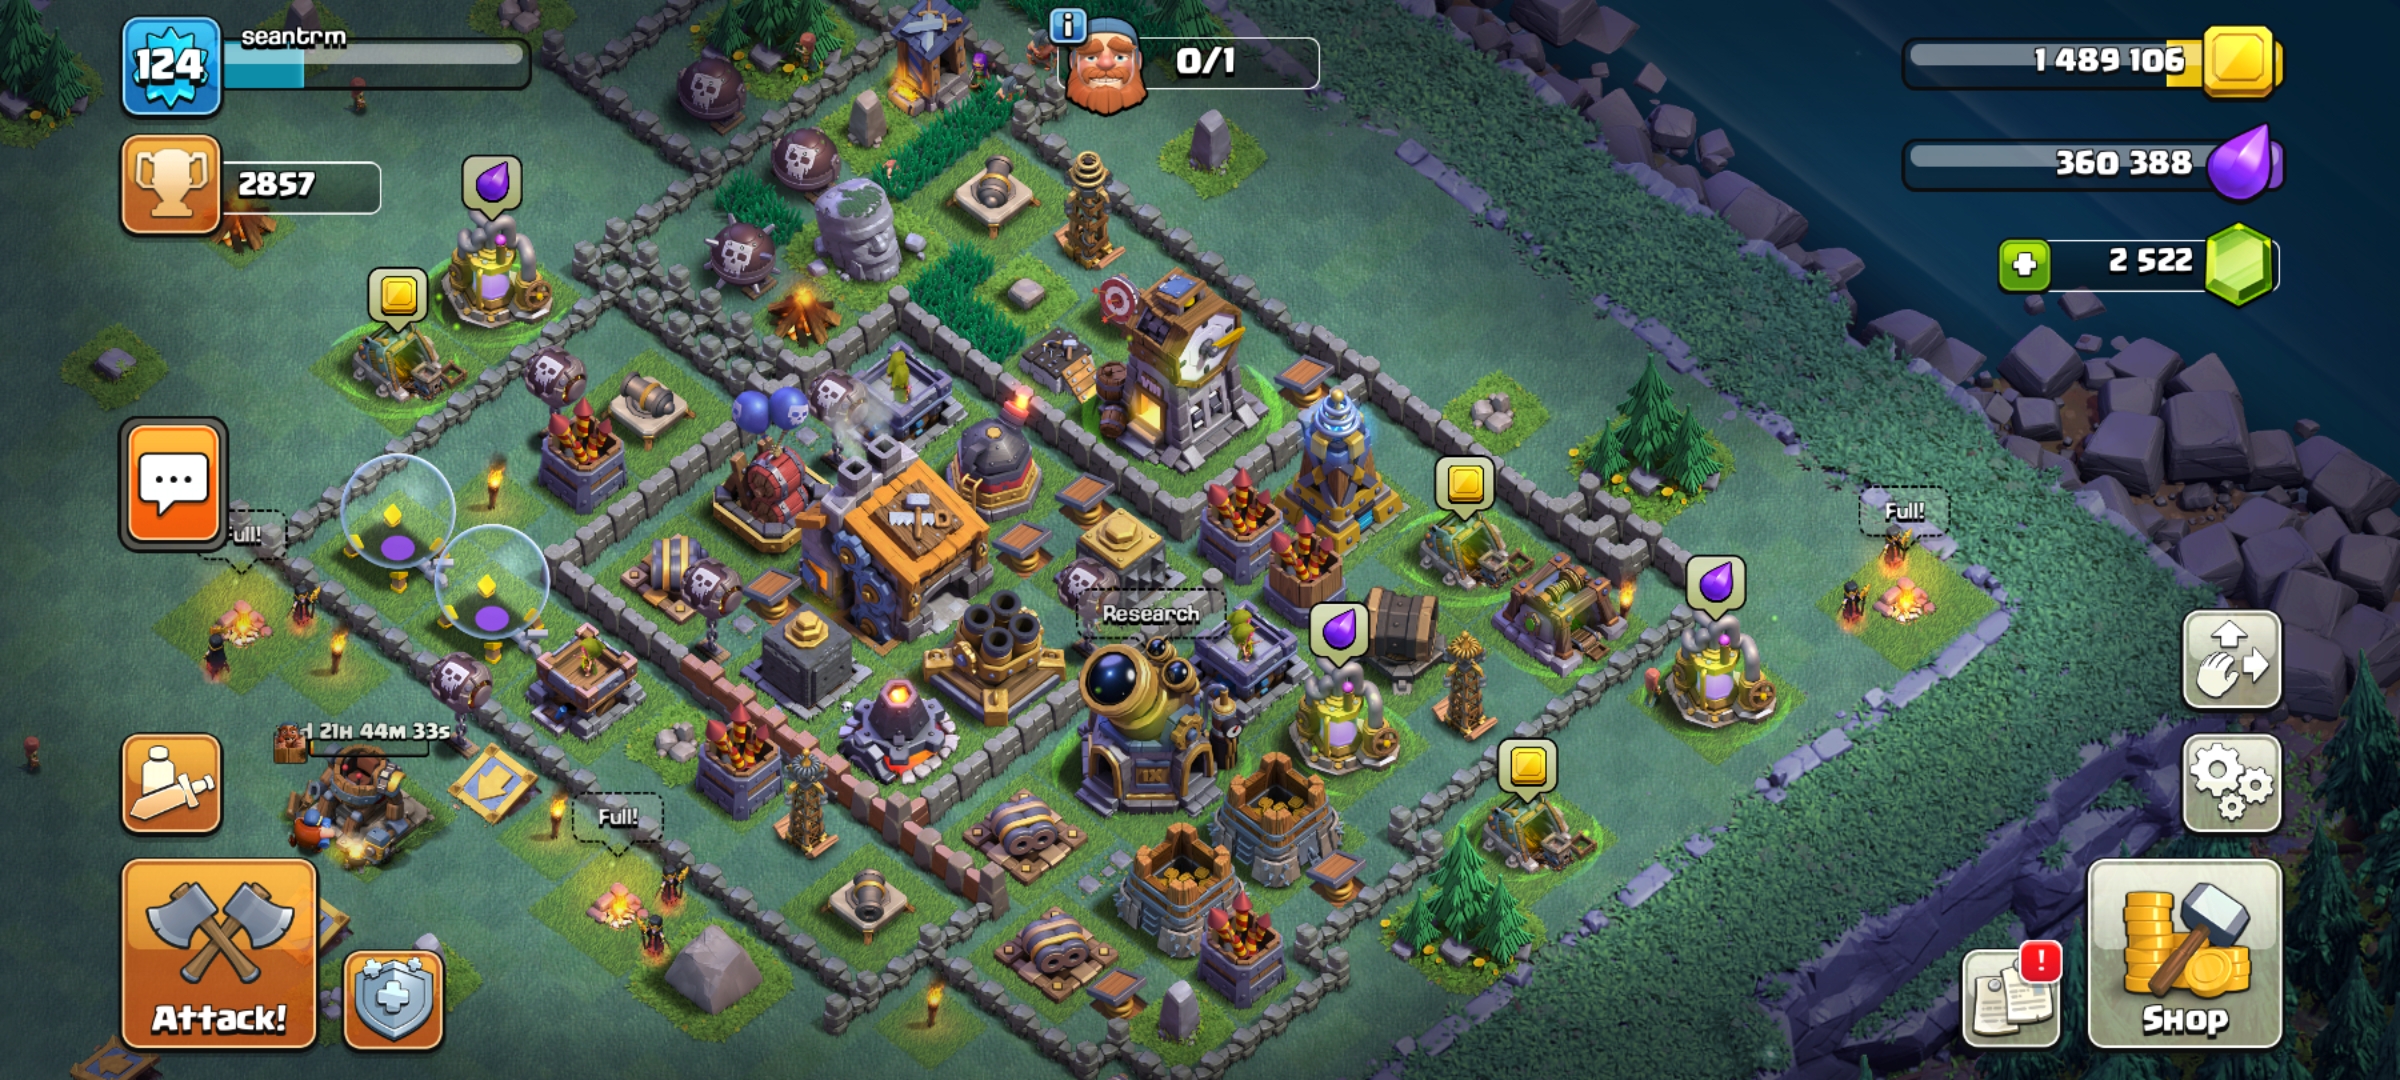 124
seantrm
0/1
1 489 106
2857
360 388
2 522
Full!
Full!
Research
21H 44M 33s
Full!
Attack!
!
Shop